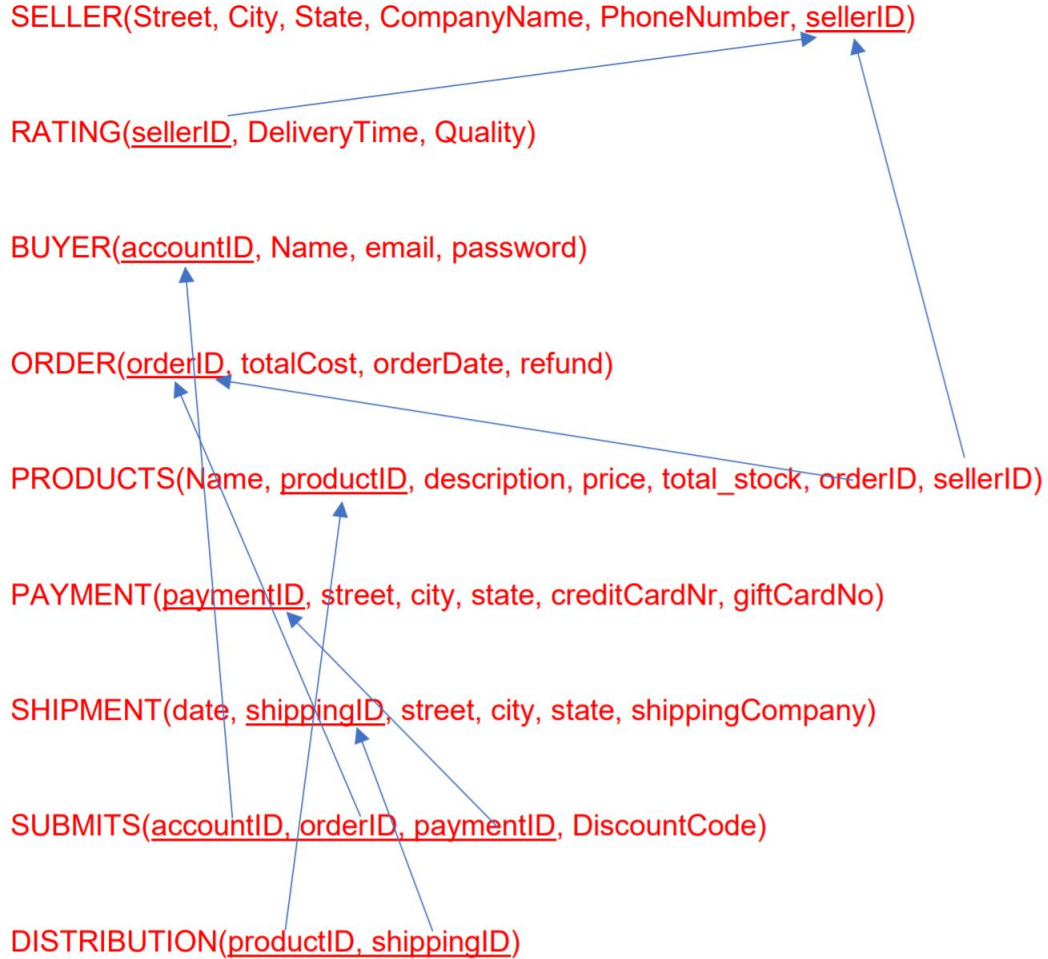 SELLER(Street, City, State, CompanyName, PhoneNumber, sellerID)
RATING(sellerID, DeliveryTime, Quality)
BUYER(accountID, Name, email, password)
ORDER(orderID, totalCost, orderDate, refund)
PRODUCTS(Name, productID, description, price, total_stock, orderID, sellerID)
PAYMENT(paymentID, street, city, state, creditCardNr, giftCardNo)
SHIPMENT(date, shippingID, street, city, state, shippingCompany)
SUBMITS(accountID, orderID, paymentID, DiscountCode)
DISTRIBUTION(productID, shippingID)